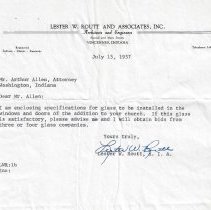 LESTER W. ROUTT AND ASSOCIATES, INC.
Architects and Engineers
VINCENNES, INDIANA
July 15, 1957
Mr. Arthur Allen, Attorney
Washington, Indiana
Dear Mr. Allen:
I am enclosing specifications for glass to be installed in the
windows and doors of the addition to your church. If this glass
is satisfactory, please advise me and I will obtain bids from
three or four glass companies.
Yours truly,
Lester W. Routt
Lester W. Routt, A. I. A.